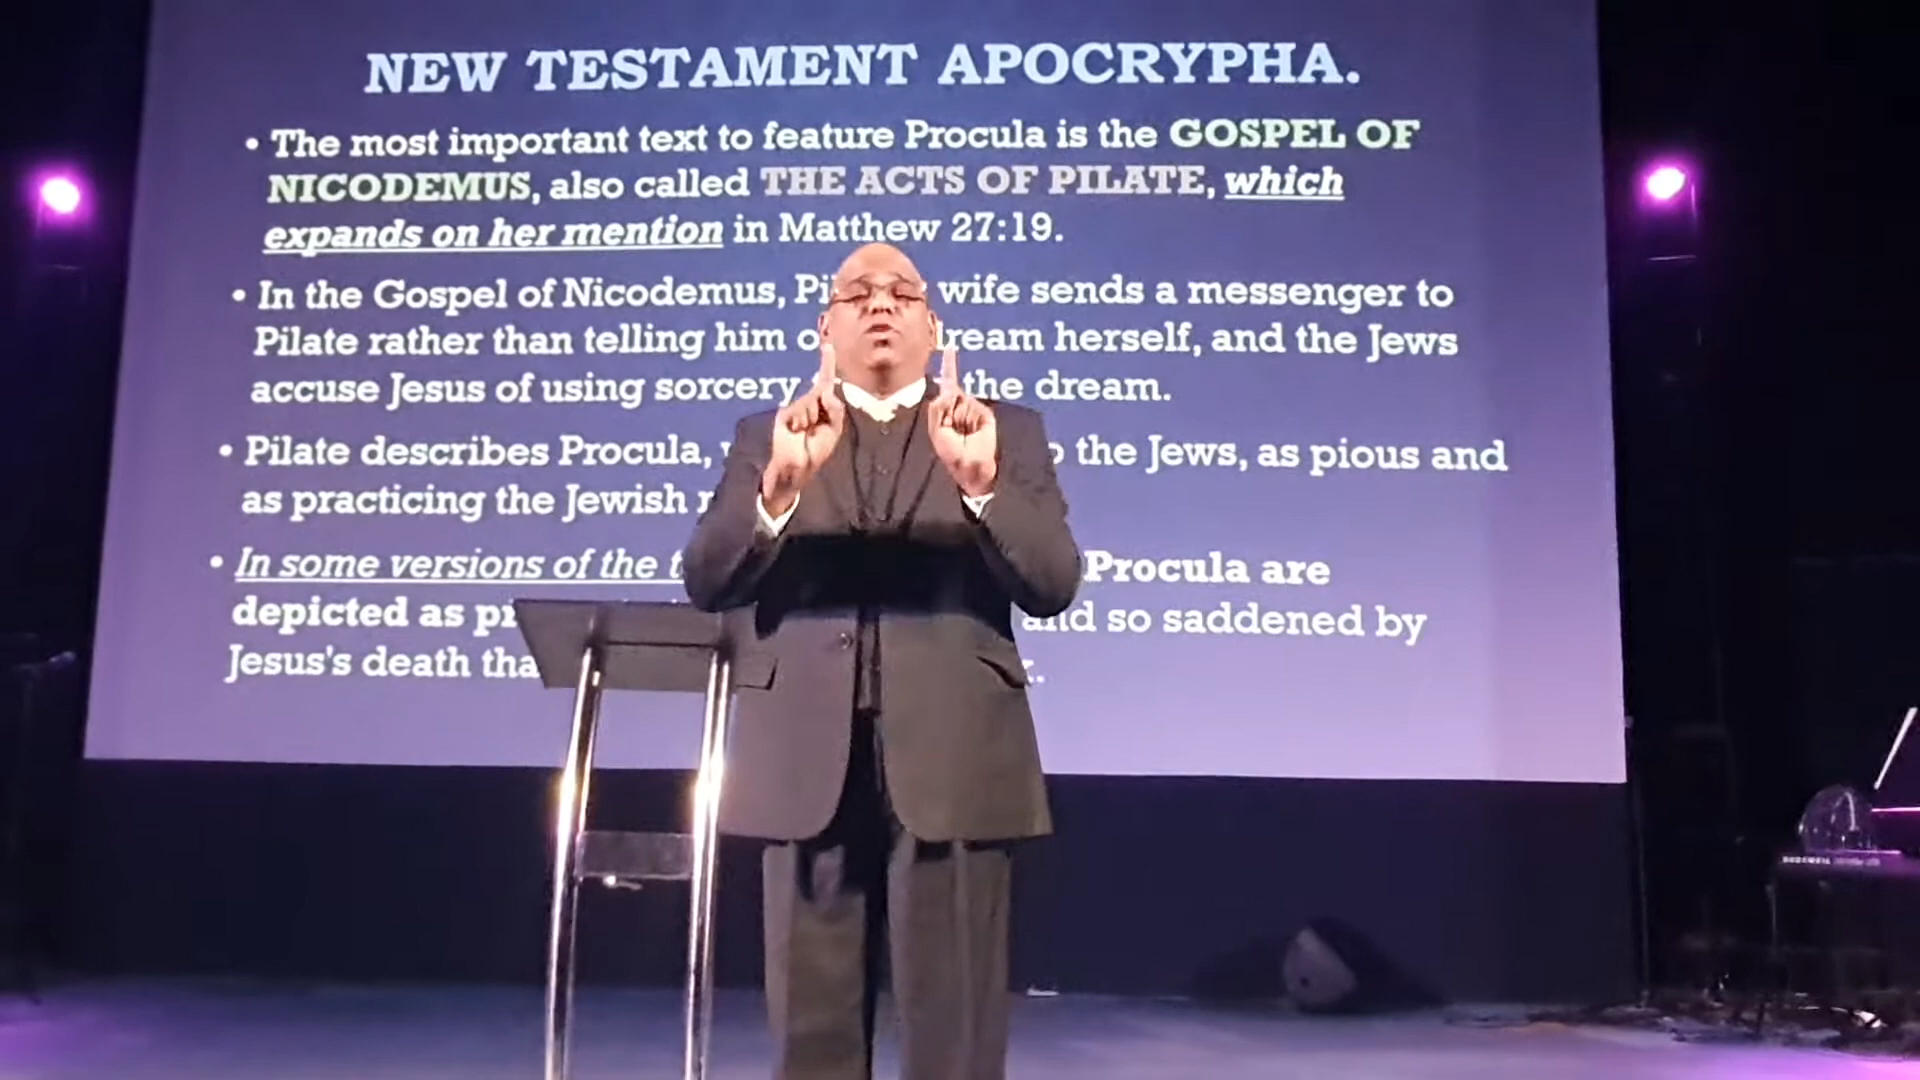 NEW TESTAMENT APOCRYPHA.
• The most important text to feature Procula is the GOSPEL OF
NICODEMUS, also called THE ACTS OF PILATE, which
expands on her mention in Matthew 27:19.
• In the Gospel of Nicodemus, wife sends a messenger to
Pilate rather than telling him herself, and the Jews
accuse Jesus of using sorcery the dream.
• Pilate describes Procula, the Jews, as pious and
as practicing the Jewish
• In some versions of the Procula are
depicted as and so saddened by
Jesus's death